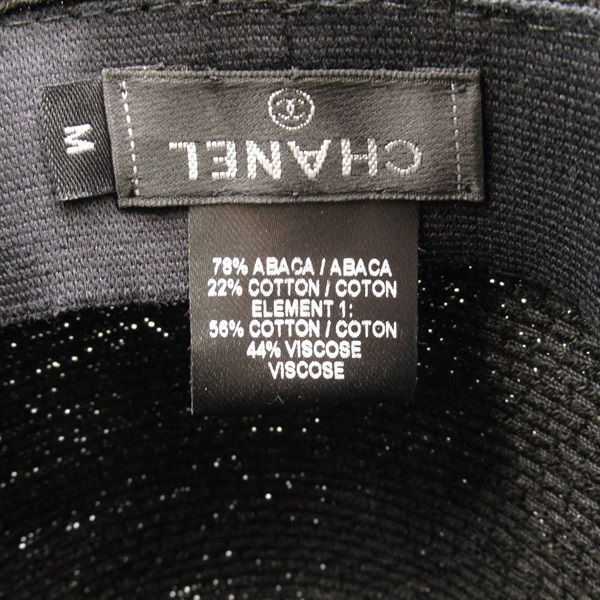 M
CHANEL
78% ABACA / ABACA
22% COTTON / COTON
ELEMENT 1:
56% COTTON / COTON
44% VISCOSE
VISCOSE